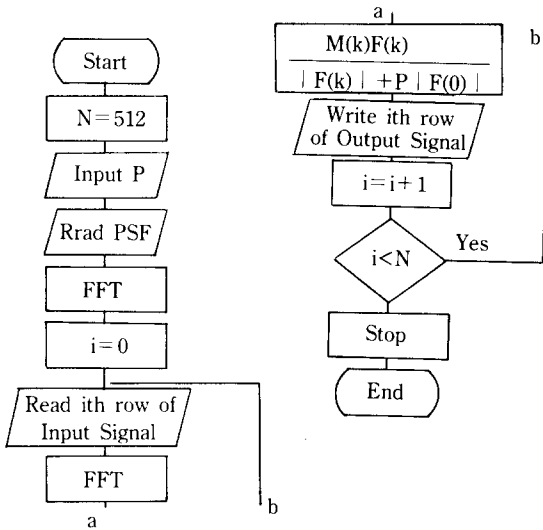 Start
N=512
Input P
Rrad PSF
FFT
i=0
Read ith row of
Input Signal
FFT
a
b
a
b
M(k)F(k)
| F(k) | +P | F(0) |
Write ith row
of Output Signal
i=i+1
i<N
Yes
Stop
End